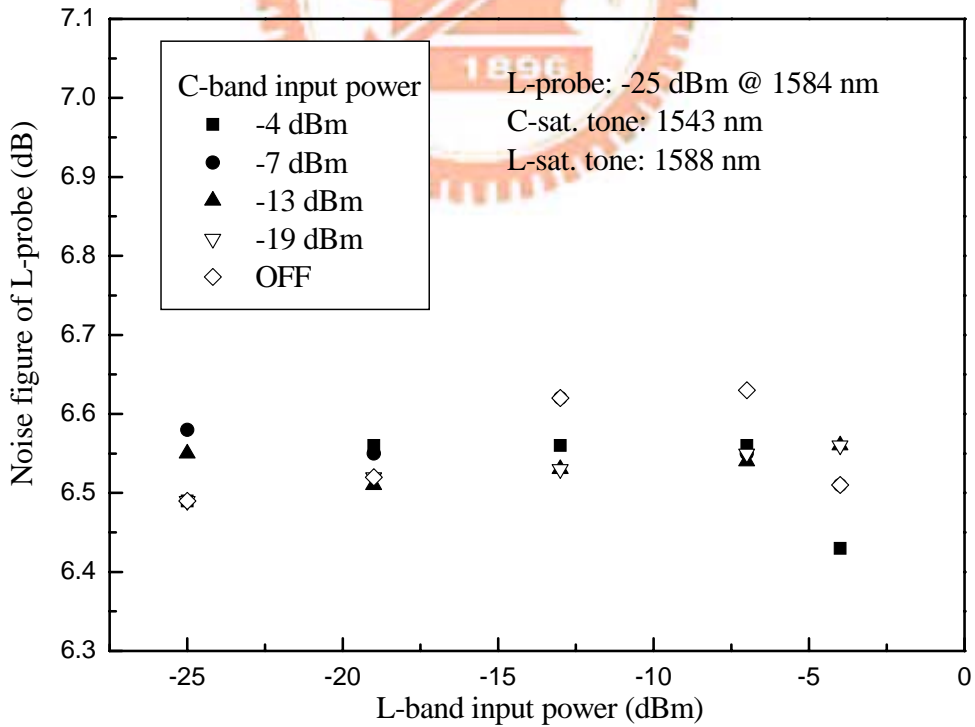 7.1
7.0
6.9
6.8
6.7
6.6
6.5
6.4
6.3
Noise figure of L-probe (dB)
C-band input power
-4 dBm
-7 dBm
-13 dBm
-19 dBm
OFF
1896
L-probe: -25 dBm @ 1584 nm
C-sat. tone: 1543 nm
L-sat. tone: 1588 nm
-25 -20 -15 -10 -5 0
L-band input power (dBm)